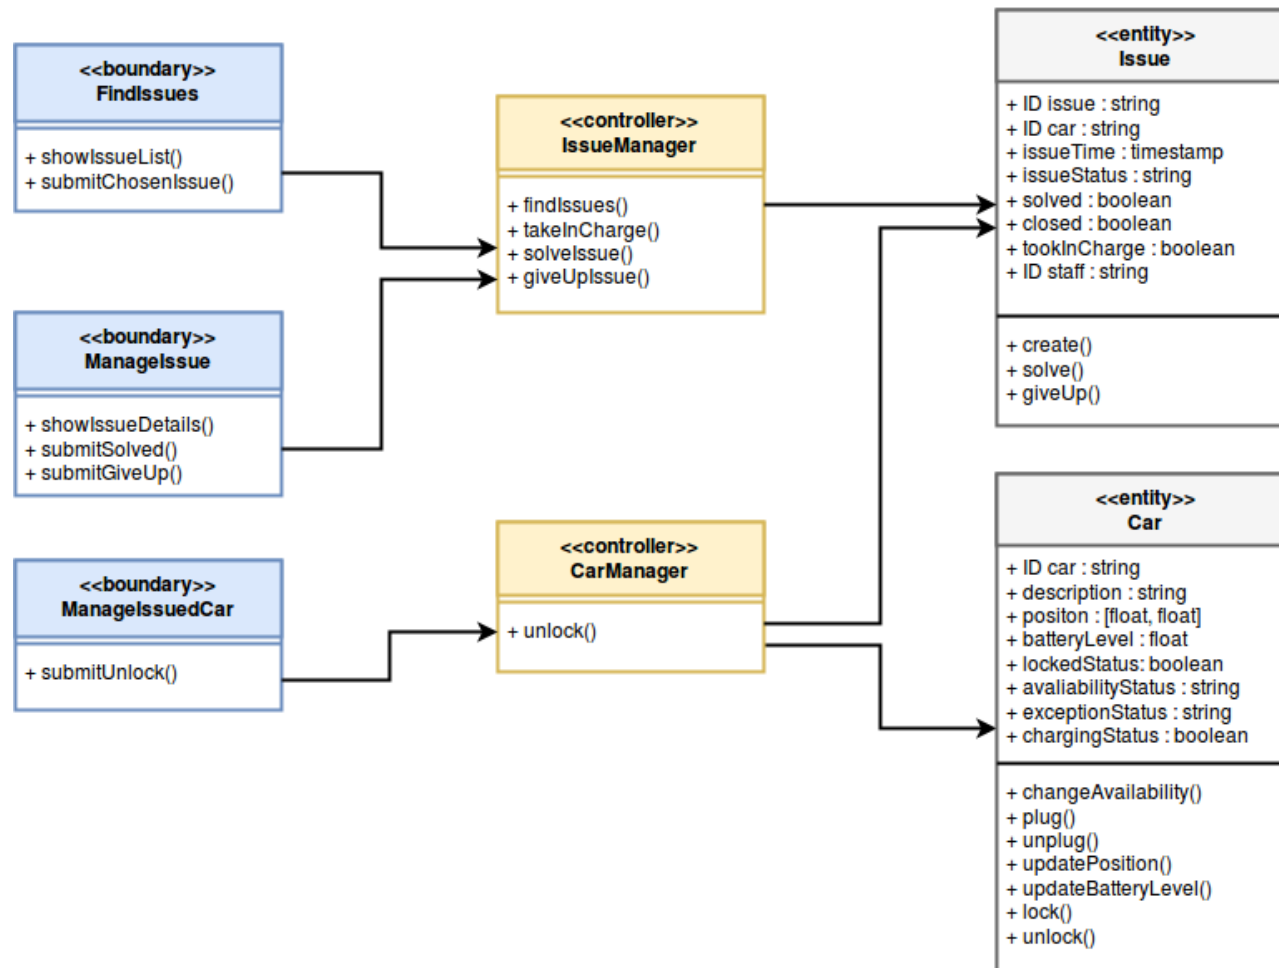 <<boundary>>
FindIssues
+ showIssueList()
+ submitChosenIssue()
<<boundary>>
ManageIssue
+ showIssueDetails()
+ submitSolved()
+ submitGiveUp()
<<boundary>>
ManageIssuedCar
+ submitUnlock()
<<controller>>
IssueManager
+ findIssues()
+ takeInCharge()
+ solveIssue()
+ giveUpIssue()
<<controller>>
CarManager
+ unlock()
<<entity>>
Issue
+ ID issue : string
+ ID car : string
+ issueTime : timestamp
+ issueStatus : string
+ solved : boolean
+ closed : boolean
+ tookInCharge : boolean
+ ID staff : string
+ create()
+ solve()
+ giveUp()
<<entity>>
Car
+ ID car : string
+ description : string
+ positon : [float, float]
+ batteryLevel : float
+ lockedStatus: boolean
+ avaliabilityStatus : string
+ exceptionStatus : string
+ chargingStatus : boolean
+ changeAvailability()
+ plug()
+ unplug()
+ updatePosition()
+ updateBatteryLevel()
+ lock()
+ unlock()